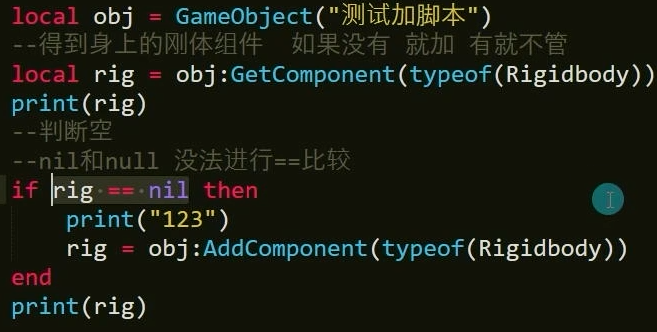 local obj = GameObject("测试加脚本")
--得到身上的刚体组件  如果没有 就加 有就不管
local rig = obj:GetComponent(typeof(Rigidbody))
print(rig)
--判断空
--nil和null 没法进行==比较
if rig == nil then
    print("123")
    rig = obj:AddComponent(typeof(Rigidbody))
end
print(rig)